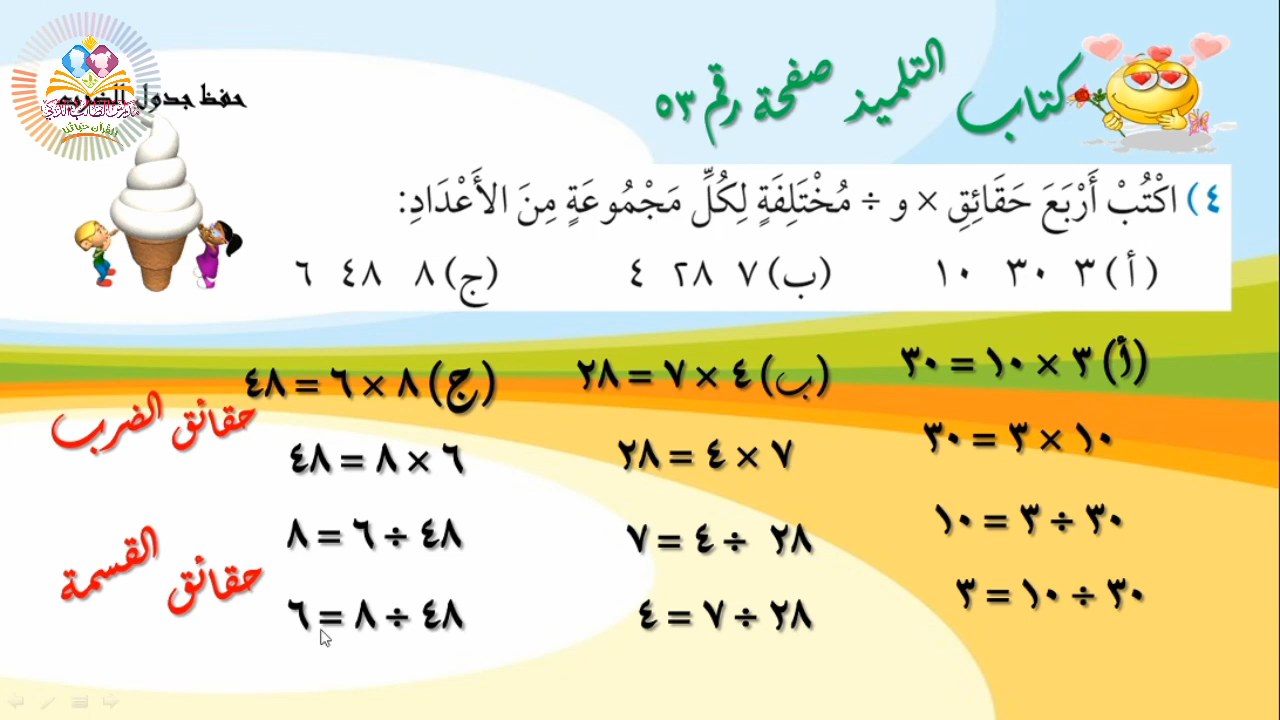 كتاب التلميذ صفحة رقم ٥٣
حفظ جدول الضرب
القرآن حياتي
٤) اكْتُبْ أَرْبَعَ حَقَائِقِ × و ÷ مُخْتَلِفَةٍ لِكُلِّ مَجْمُوعَةٍ مِنَ الأَعْدَادِ:
(أ) ٣ ٣٠ ١٠
(ب) ٧ ٢٨ ٤
(ج) ٨ ٤٨ ٦
(أ) ٣ × ١٠ = ٣٠
١٠ × ٣ = ٣٠
٣٠ ÷ ٣ = ١٠
٣٠ ÷ ١٠ = ٣
(ب) ٤ × ٧ = ٢٨
٧ × ٤ = ٢٨
٢٨ ÷ ٤ = ٧
٢٨ ÷ ٧ = ٤
(ج) ٨ × ٦ = ٤٨
٦ × ٨ = ٤٨
٤٨ ÷ ٦ = ٨
٤٨ ÷ ٨ = ٦
حقائق الضرب
حقائق القسمة